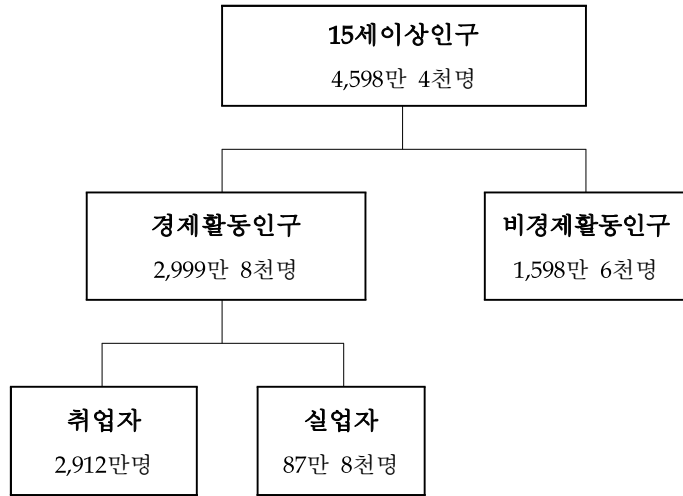 15세이상인구
4,598만 4천명
경제활동인구
2,999만 8천명
비경제활동인구
1,598만 6천명
취업자
2,912만명
실업자
87만 8천명